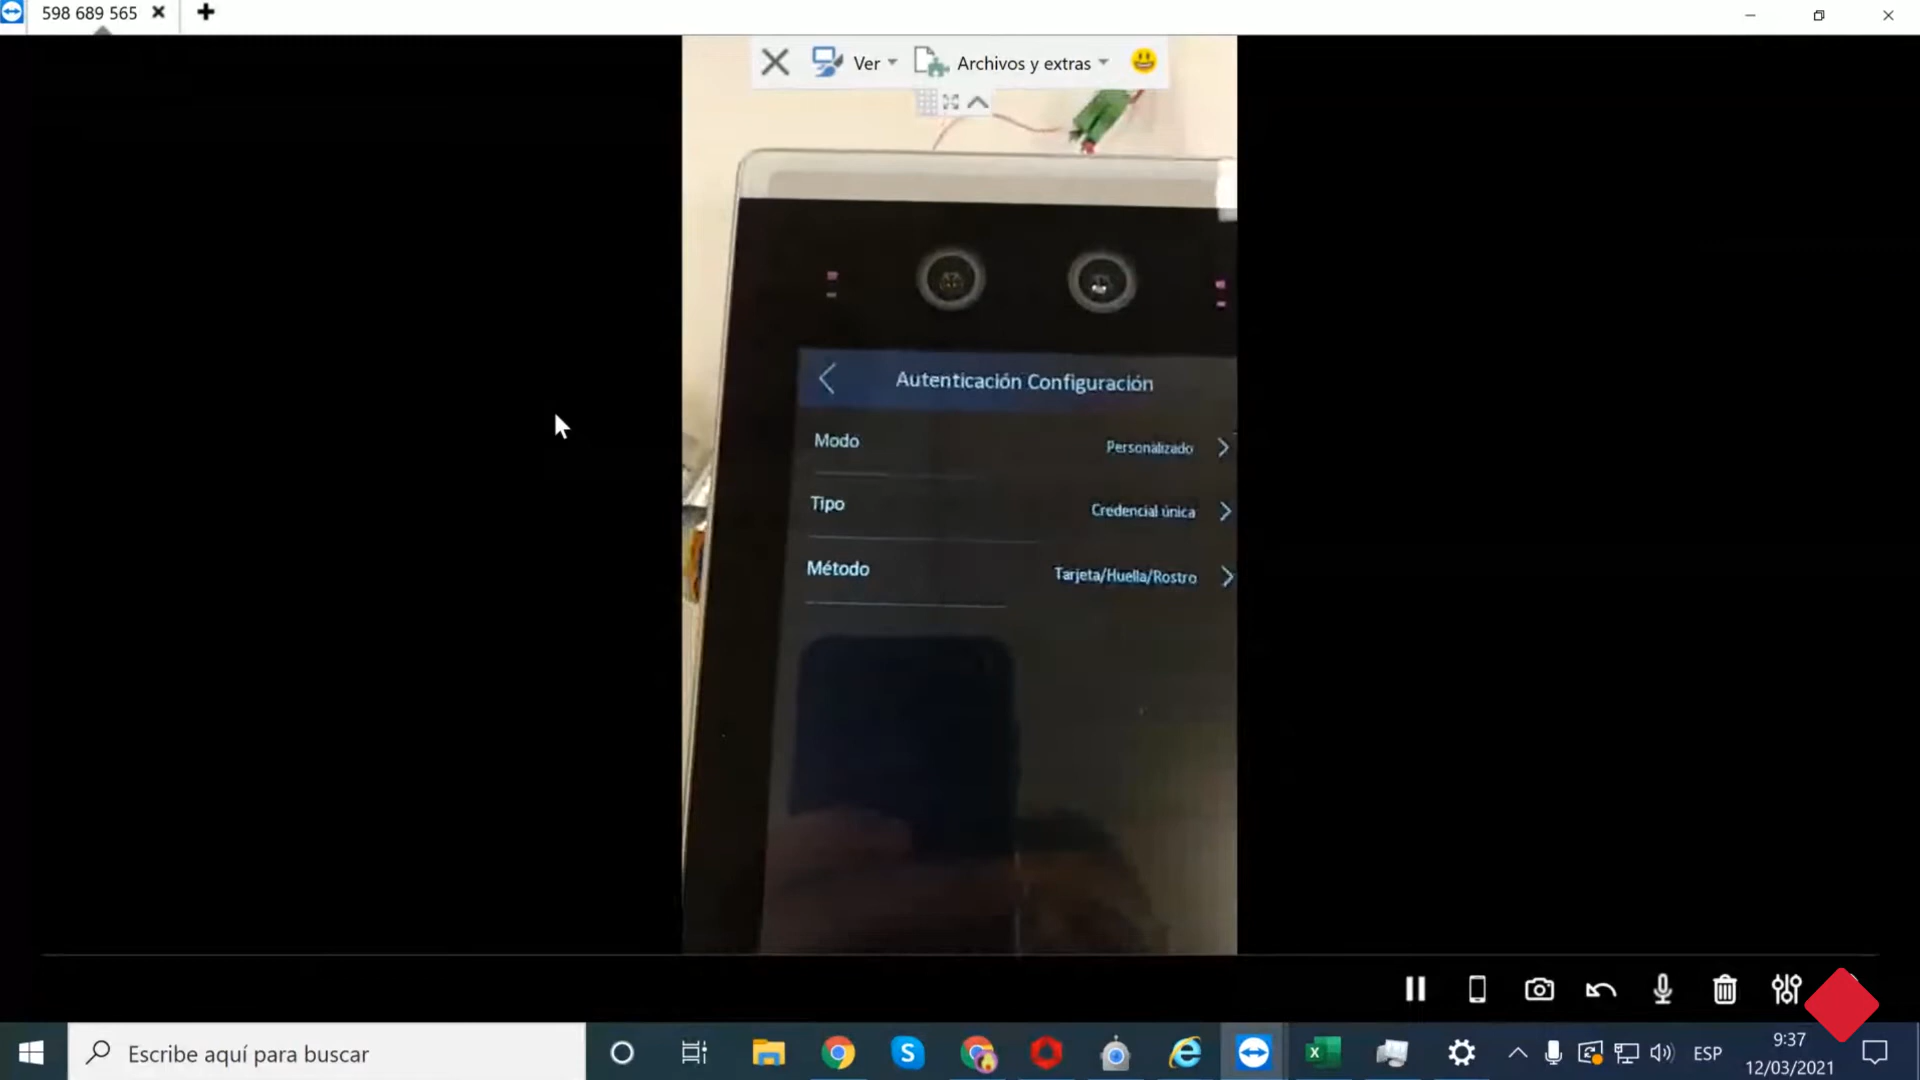 598 689 565
Ver
Archivos y extras
Autenticación Configuración
Modo
Personalizado
Tipo
Credencial única
Método
Tarjeta/Huella/Rostro
Escribe aquí para buscar
ESP
9:37
12/03/2021